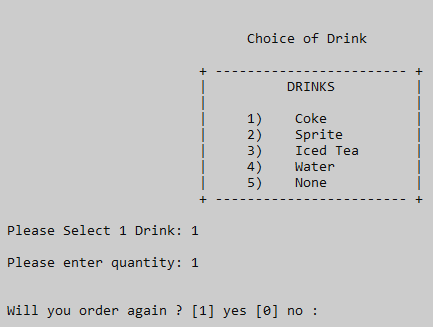 Choice of Drink
+ ------------------------ +
| DRINKS |
| |
| 1) Coke |
| 2) Sprite |
| 3) Iced Tea |
| 4) Water |
| 5) None |
+ ------------------------ +
Please Select 1 Drink: 1
Please enter quantity: 1
Will you order again ? [1] yes [0] no :